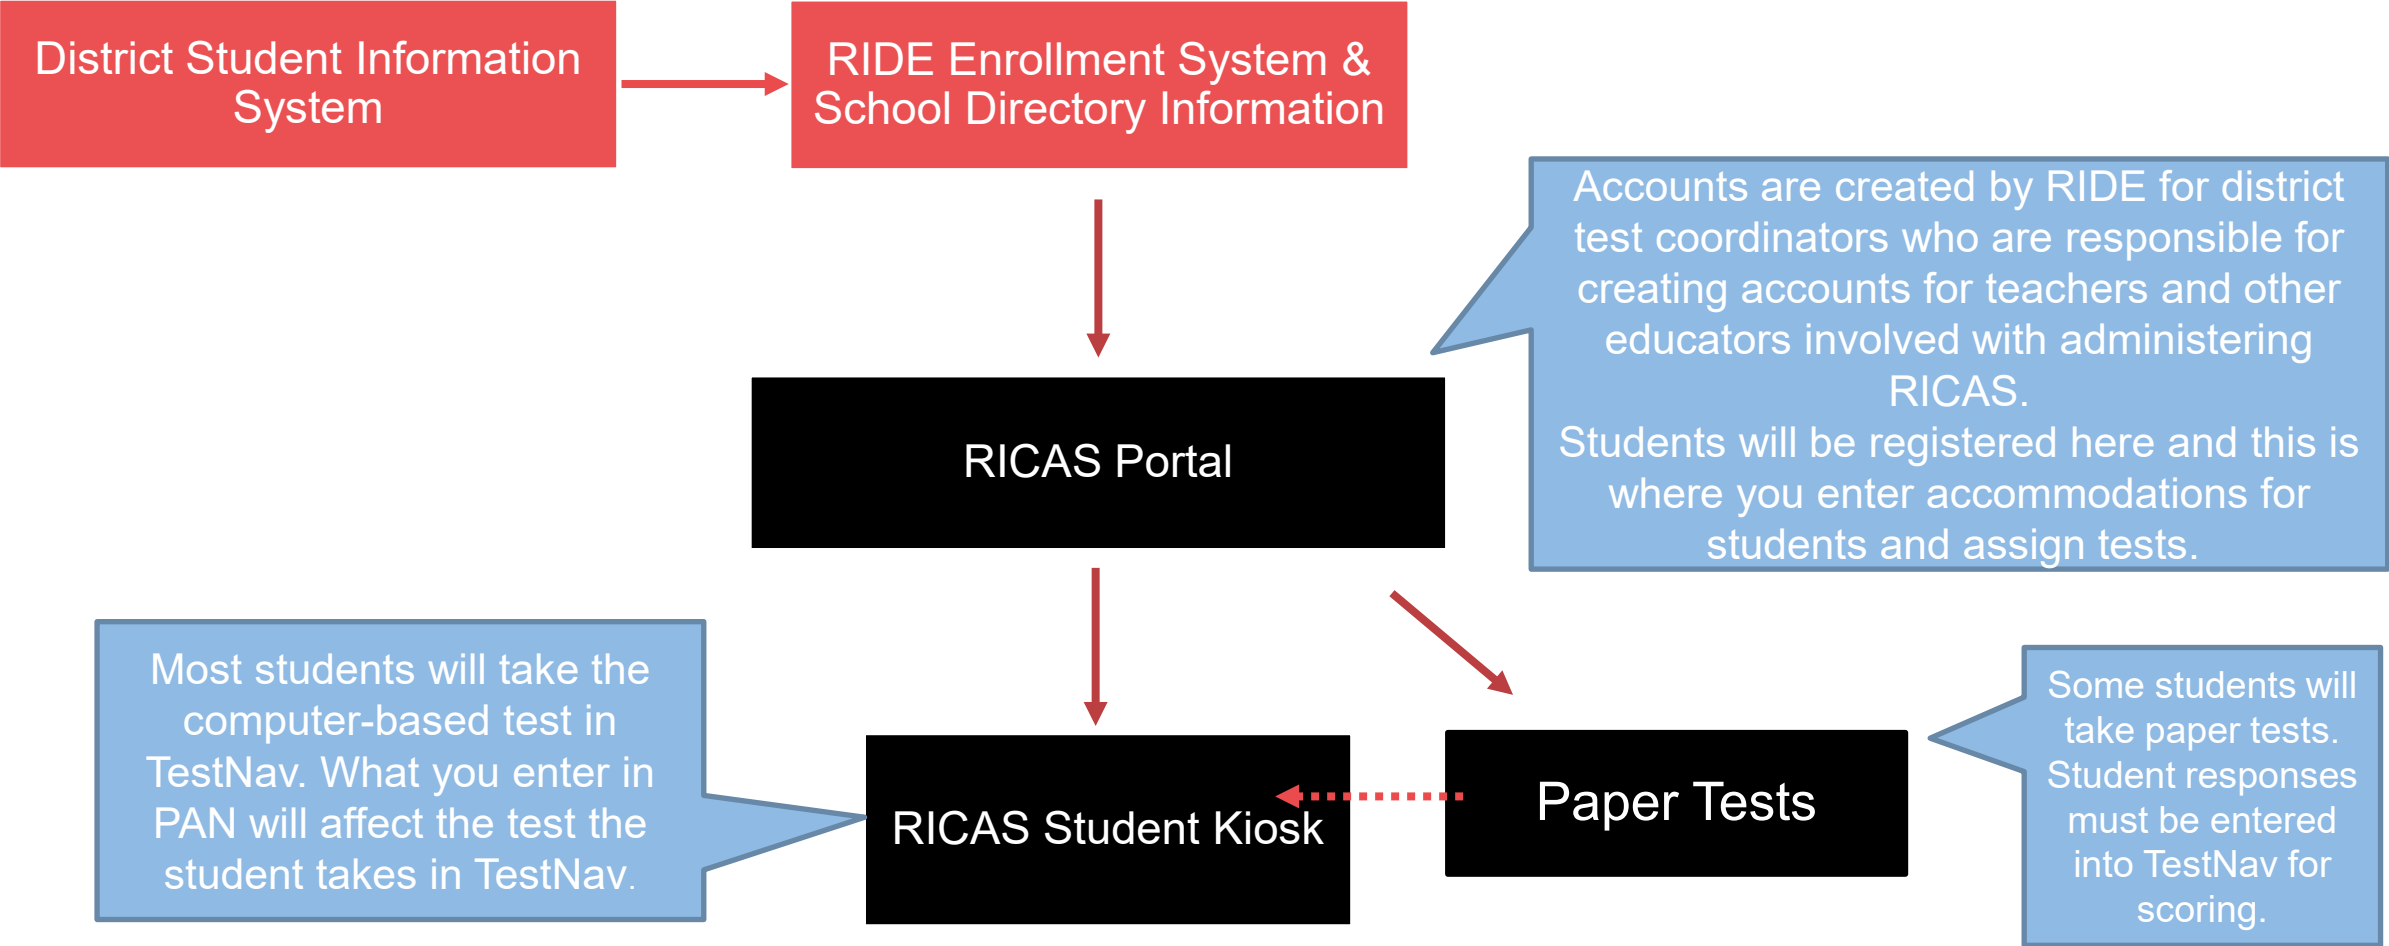 District Student Information
System
RIDE Enrollment System &
School Directory Information
Accounts are created by RIDE for district
test coordinators who are responsible for
creating accounts for teachers and other
educators involved with administering
RICAS.
Students will be registered here and this is
where you enter accommodations for
students and assign tests.
RICAS Portal
Most students will take the
computer-based test in
TestNav. What you enter in
PAN will affect the test the
student takes in TestNav.
RICAS Student Kiosk
Paper Tests
Some students will
take paper tests.
Student responses
must be entered
into TestNav for
scoring.